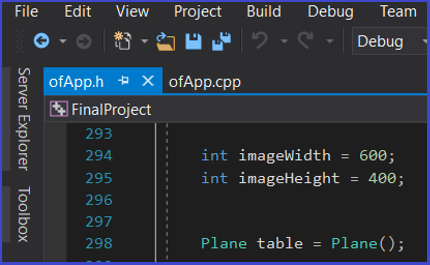 File Edit View Project Build Debug Team
Debug
ofApp.h ofApp.cpp
FinalProject
Server Explorer
Toolbox
293
294 int imageWidth = 600;
295 int imageHeight = 400;
296
297
298 Plane table = Plane();